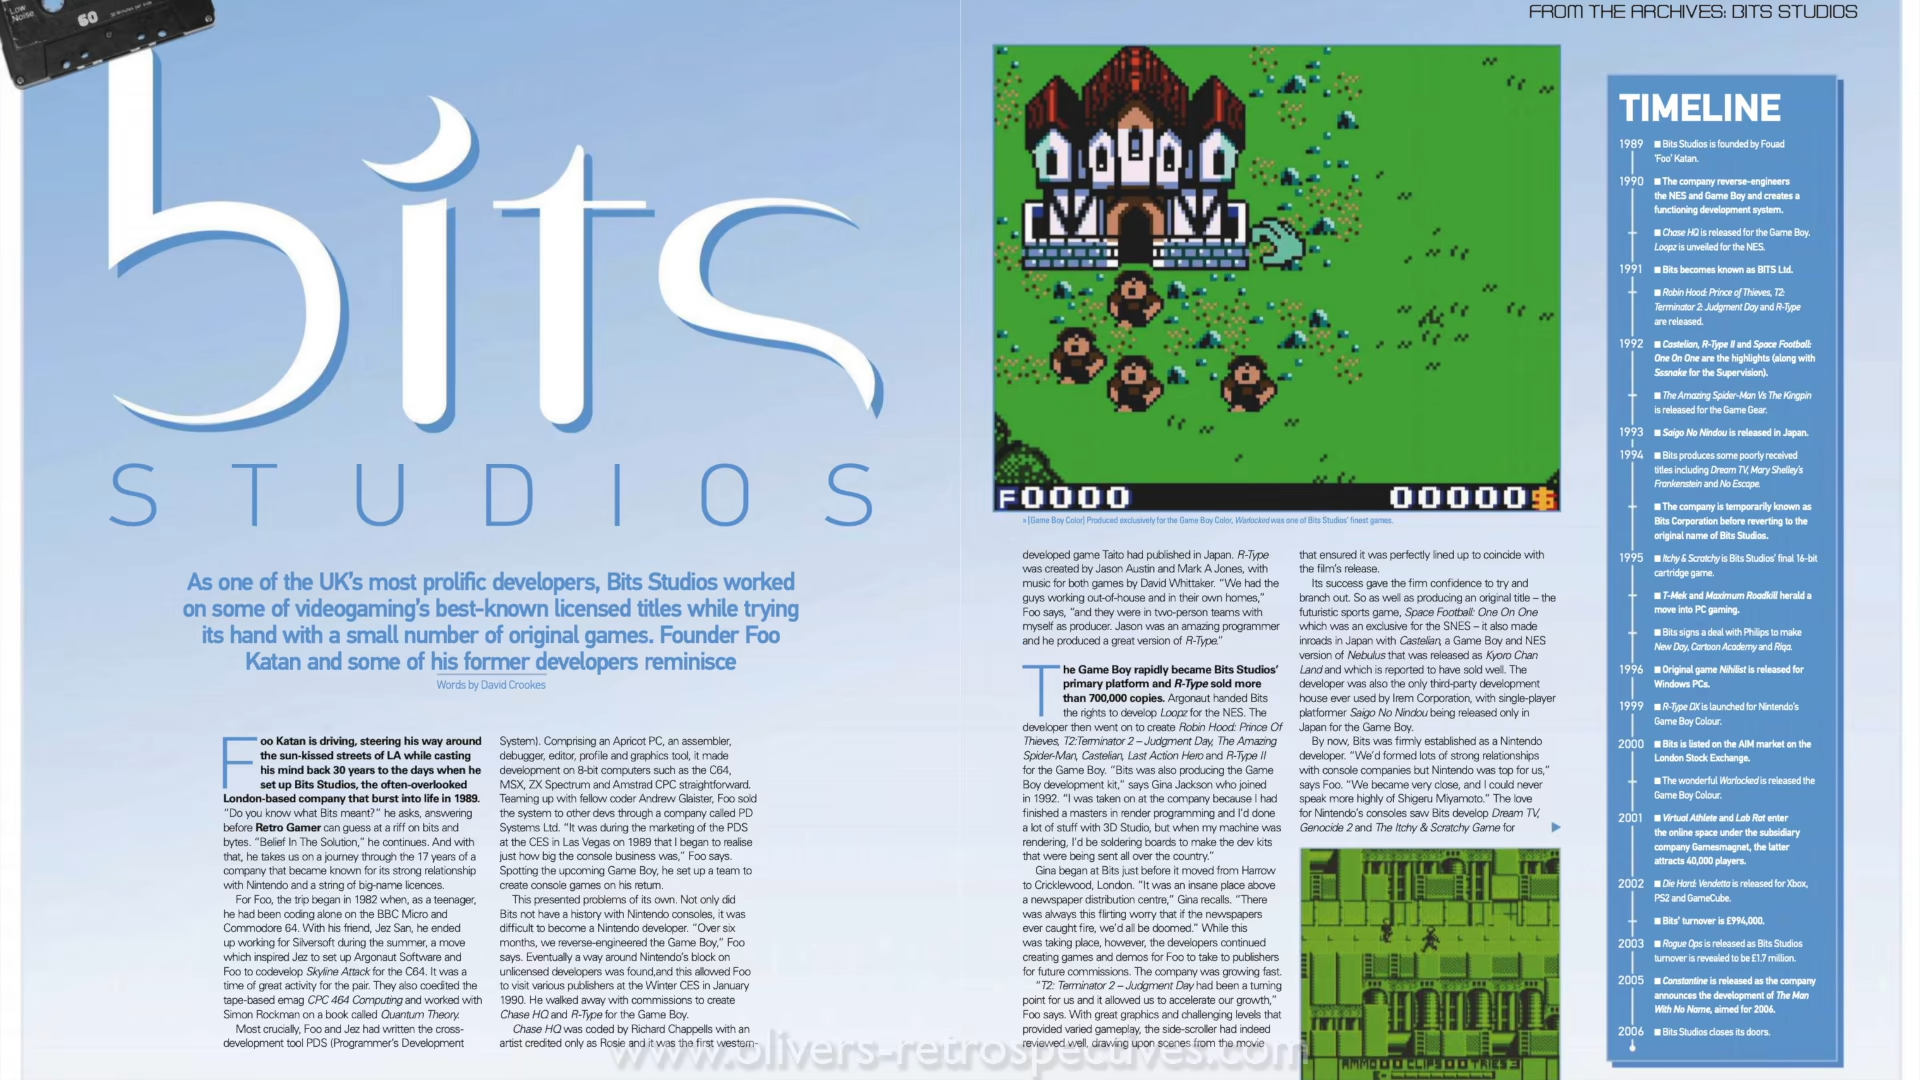 Low
Noise
60
FROM THE ARCHIVES: BITS STUDIOS
bits
STUDIOS
As one of the UK's most prolific developers, Bits Studios worked
on some of videogaming's best-known licensed titles while trying
its hand with a small number of original games. Founder Foo
Katan and some of his former developers reminisce
Words by David Crookes
Foo Katan is driving, steering his way around
the sun-kissed streets of LA while casting
his mind back 30 years to the days when he
set up Bits Studios, the often-overlooked
London-based company that burst into life in 1989.
"Do you know what Bits meant?" he asks, answering
before Retro Gamer can guess at a riff on bits and
bytes. "Belief In The Solution," he continues. And with
that, he takes us on a journey through the 17 years of a
company that became known for its strong relationship
with Nintendo and a string of big-name licences.
For Foo, the trip began in 1982 when, as a teenager,
he had been coding alone on the BBC Micro and
Commodore 64. With his friend, Jez San, he ended
up working for Silversoft during the summer, a move
which inspired Jez to set up Argonaut Software and
Foo to codevelop Skyline Attack for the C64. It was a
time of great activity for the pair. They also coedited the
tape-based emag CPC 464 Computing and worked with
Simon Rockman on a book called Quantum Theory.
Most crucially, Foo and Jez had written the cross-
development tool PDS (Programmer's Development
System). Comprising an Apricot PC, an assembler,
debugger, editor, profile and graphics tool, it made
development on 8-bit computers such as the C64,
MSX, ZX Spectrum and Amstrad CPC straightforward.
Teaming up with fellow coder Andrew Glaister, Foo sold
the system to other devs through a company called PD
Systems Ltd. "It was during the marketing of the PDS
at the CES in Las Vegas on 1989 that I began to realise
just how big the console business was," Foo says.
Spotting the upcoming Game Boy, he set up a team to
create console games on his return.
This presented problems of its own. Not only did
Bits not have a history with Nintendo consoles, it was
difficult to become a Nintendo developer. "Over six
months, we reverse-engineered the Game Boy," Foo
says. Eventually a way around Nintendo's block on
unlicensed developers was found,and this allowed Foo
to visit various publishers at the Winter CES in January
1990. He walked away with commissions to create
Chase HQ and R-Type for the Game Boy.
Chase HQ was coded by Richard Chappells with an
artist credited only as Rosie and it was the first western-
F0000
00000$
» [Game Boy Color] Produced exclusively for the Game Boy Color, Warlocked was one of Bits Studios' finest games.
developed game Taito had published in Japan. R-Type
was created by Jason Austin and Mark A Jones, with
music for both games by David Whittaker. "We had the
guys working out-of-house and in their own homes,"
Foo says, "and they were in two-person teams with
myself as producer. Jason was an amazing programmer
and he produced a great version of R-Type."
The Game Boy rapidly became Bits Studios'
primary platform and R-Type sold more
than 700,000 copies. Argonaut handed Bits
the rights to develop Loopz for the NES. The
developer then went on to create Robin Hood: Prince Of
Thieves, T2:Terminator 2 – Judgment Day, The Amazing
Spider-Man, Castelian, Last Action Hero and R-Type II
for the Game Boy. "Bits was also producing the Game
Boy development kit," says Gina Jackson who joined
in 1992. "I was taken on at the company because I had
finished a masters in render programming and I'd done
a lot of stuff with 3D Studio, but when my machine was
rendering, I'd be soldering boards to make the dev kits
that were being sent all over the country."
Gina began at Bits just before it moved from Harrow
to Cricklewood, London. "It was an insane place above
a newspaper distribution centre," Gina recalls. "There
was always this flirting worry that if the newspapers
ever caught fire, we'd all be doomed." While this
was taking place, however, the developers continued
creating games and demos for Foo to take to publishers
for future commissions. The company was growing fast.
"T2: Terminator 2 – Judgment Day had been a turning
point for us and it allowed us to accelerate our growth,"
Foo says. With great graphics and challenging levels that
provided varied gameplay, the side-scroller had indeed
reviewed well, drawing upon scenes from the movie
that ensured it was perfectly lined up to coincide with
the film's release.
Its success gave the firm confidence to try and
branch out. So as well as producing an original title – the
futuristic sports game, Space Football: One On One
which was an exclusive for the SNES – it also made
inroads in Japan with Castelian, a Game Boy and NES
version of Nebulus that was released as Kyoro Chan
Land and which is reported to have sold well. The
developer was also the only third-party development
house ever used by Irem Corporation, with single-player
platformer Saigo No Nindou being released only in
Japan for the Game Boy.
By now, Bits was firmly established as a Nintendo
developer. "We'd formed lots of strong relationships
with console companies but Nintendo was top for us,"
says Foo. "We became very close, and I could never
speak more highly of Shigeru Miyamoto." The love
for Nintendo's consoles saw Bits develop Dream TV,
Genocide 2 and The Itchy & Scratchy Game for
AMMO 00 CLIPS 00 TRIES 3
TIMELINE
1989 ■ Bits Studios is founded by Fouad
'Foo' Katan.
1990 ■ The company reverse-engineers
the NES and Game Boy and creates a
functioning development system.
■ Chase HQ is released for the Game Boy.
Loopz is unveiled for the NES.
1991 ■ Bits becomes known as BITS Ltd.
■ Robin Hood: Prince of Thieves, T2:
Terminator 2: Judgment Day and R-Type
are released.
1992 ■ Castelian, R-Type II and Space Football:
One On One are the highlights (along with
Sssnake for the Supervision).
■ The Amazing Spider-Man Vs The Kingpin
is released for the Game Gear.
1993 ■ Saigo No Nindou is released in Japan.
1994 ■ Bits produces some poorly received
titles including Dream TV, Mary Shelley's
Frankenstein and No Escape.
■ The company is temporarily known as
Bits Corporation before reverting to the
original name of Bits Studios.
1995 ■ Itchy & Scratchy is Bits Studios' final 16-bit
cartridge game.
■ T-Mek and Maximum Roadkill herald a
move into PC gaming.
■ Bits signs a deal with Philips to make
New Day, Cartoon Academy and Riqa.
1996 ■ Original game Nihilist is released for
Windows PCs.
1999 ■ R-Type DX is launched for Nintendo's
Game Boy Colour.
2000 ■ Bits is listed on the AIM market on the
London Stock Exchange.
■ The wonderful Warlocked is released the
Game Boy Colour.
2001 ■ Virtual Athlete and Lab Rat enter
the online space under the subsidiary
company Gamesmagnet, the latter
attracts 40,000 players.
2002 ■ Die Hard: Vendetta is released for Xbox,
PS2 and GameCube.
■ Bits' turnover is £994,000.
2003 ■ Rogue Ops is released as Bits Studios
turnover is revealed to be £1.7 million.
2005 ■ Constantine is released as the company
announces the development of The Man
With No Name, aimed for 2006.
2006 ■ Bits Studios closes its doors.
www.olivers-retrospectives.com